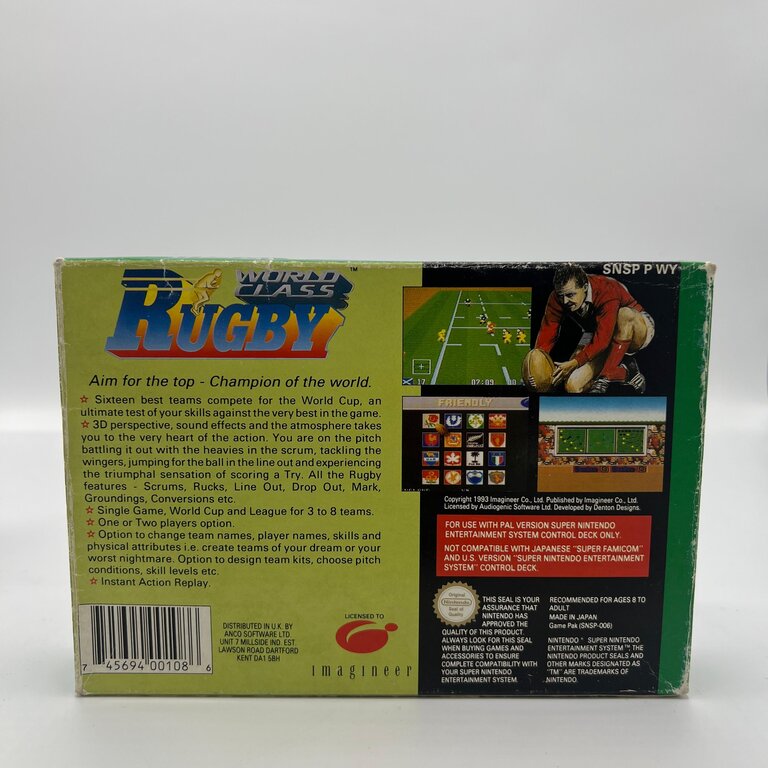 WORLD CLASS RUGBY ™
Aim for the top - Champion of the world.
☆ Sixteen best teams compete for the World Cup, an
ultimate test of your skills against the very best in the game.
☆ 3D perspective, sound effects and the atmosphere takes
you to the very heart of the action. You are on the pitch
battling it out with the heavies in the scrum, tackling the
wingers, jumping for the ball in the line out and experiencing
the triumphal sensation of scoring a Try. All the Rugby
features - Scrums, Rucks, Line Out, Drop Out, Mark,
Groundings, Conversions etc.
☆ Single Game, World Cup and League for 3 to 8 teams.
☆ One or Two players option.
☆ Option to change team names, player names, skills and
physical attributes i.e. create teams of your dream or your
worst nightmare. Option to design team kits, choose pitch
conditions, skill levels etc.
☆ Instant Action Replay.
7 45694 00108 6
DISTRIBUTED IN U.K. BY
ANCO SOFTWARE LTD.
UNIT 7 MILLSIDE IND. EST.
LAWSON ROAD DARTFORD
KENT DA1 5BH
LICENSED TO
imagineer
SNSP P WY
17 07:09
FRIENDLY
Copyright 1993 Imagineer Co., Ltd. Published by Imagineer Co., Ltd.
Licensed by Audiogenic Software Ltd. Developed by Denton Designs.
FOR USE WITH PAL VERSION SUPER NINTENDO
ENTERTAINMENT SYSTEM CONTROL DECK ONLY.
NOT COMPATIBLE WITH JAPANESE "SUPER FAMICOM"
AND U.S. VERSION "SUPER NINTENDO ENTERTAINMENT
SYSTEM" CONTROL DECK.
Original
Nintendo
Seal of
Quality
THIS SEAL IS YOUR
ASSURANCE THAT
NINTENDO HAS
APPROVED THE
QUALITY OF THIS PRODUCT.
ALWAYS LOOK FOR THIS SEAL
WHEN BUYING GAMES AND
ACCESSORIES TO ENSURE
COMPLETE COMPATIBILITY WITH
YOUR SUPER NINTENDO
ENTERTAINMENT SYSTEM.
RECOMMENDED FOR AGES 8 TO
ADULT
MADE IN JAPAN
Game Pak (SNSP-006)
NINTENDO, SUPER NINTENDO
ENTERTAINMENT SYSTEM™, THE
NINTENDO PRODUCT SEALS AND
OTHER MARKS DESIGNATED AS
"TM" ARE TRADEMARKS OF
NINTENDO.